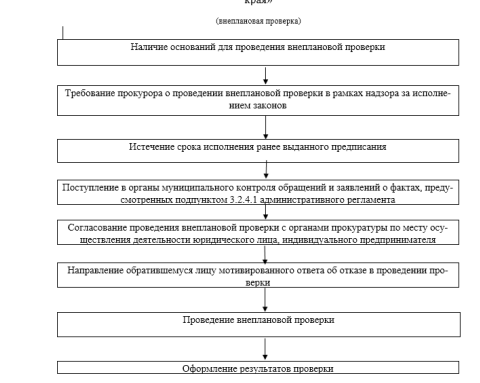 края»
(внеплановая проверка)
Наличие оснований для проведения внеплановой проверки
Требование прокурора о проведении внеплановой проверки в рамках надзора за исполне-
нием законов
Истечение срока исполнения ранее выданного предписания
Поступление в органы муниципального контроля обращений и заявлений о фактах, преду-
смотренных подпунктом 3.2.4.1 административного регламента
Согласование проведения внеплановой проверки с органами прокуратуры по месту осу-
ществления деятельности юридического лица, индивидуального предпринимателя
Направление обратившемуся лицу мотивированного ответа об отказе в проведении про-
верки
Проведение внеплановой проверки
Оформление результатов проверки